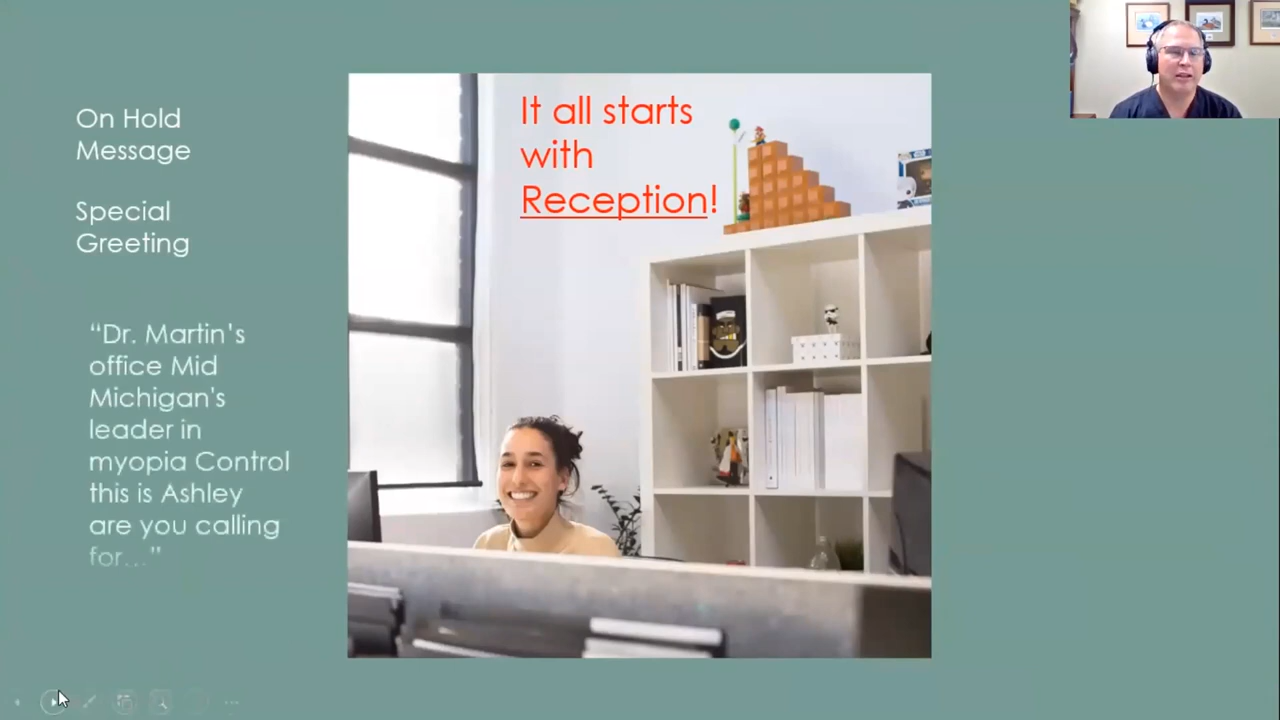 On Hold
Message
Special
Greeting
“Dr. Martin’s
office Mid
Michigan's
leader in
myopia Control
this is Ashley
are you calling
for…”
It all starts
with
Reception!